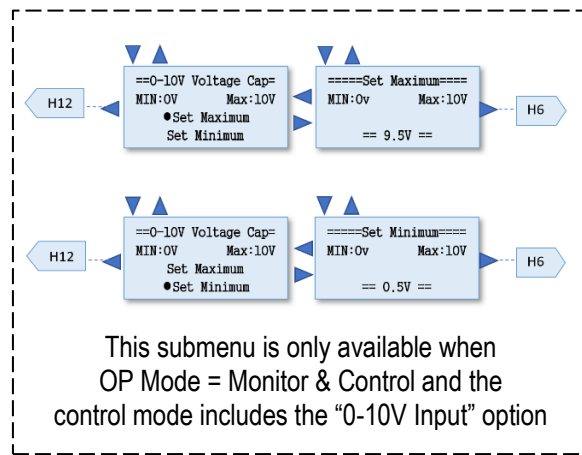 ==0-10V Voltage Cap=
MIN:0V Max:10V
●Set Maximum
Set Minimum
=====Set Maximum====
MIN:0v Max:10V
== 9.5V ==
H12
H6
==0-10V Voltage Cap=
MIN:0V Max:10V
Set Maximum
●Set Minimum
=====Set Minimum====
MIN:0v Max:10V
== 0.5V ==
H12
H6
This submenu is only available when
OP Mode = Monitor & Control and the
control mode includes the “0-10V Input” option